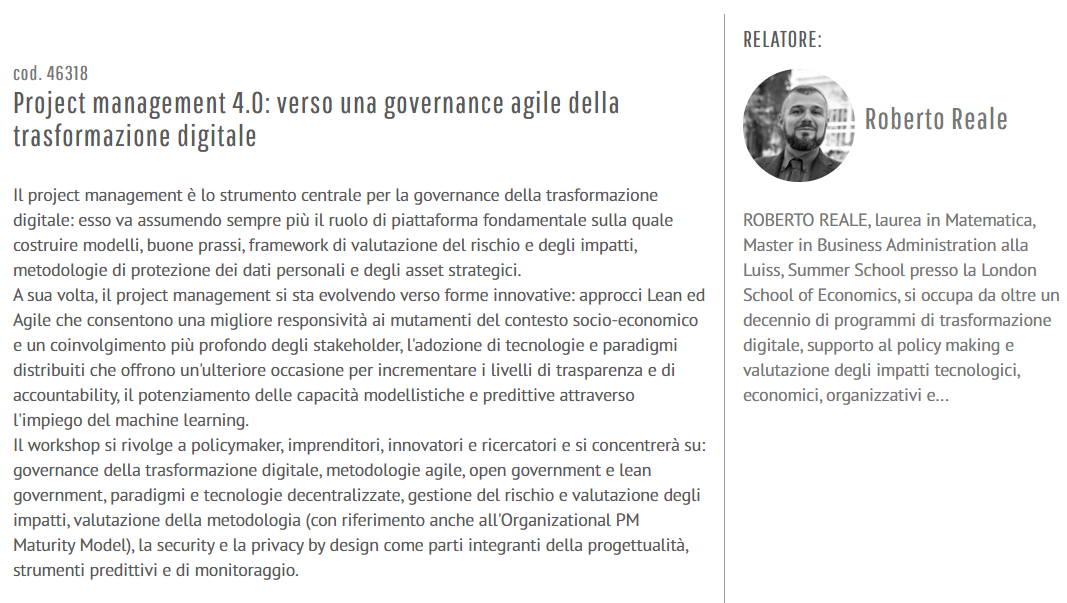 cod. 46318
Project management 4.0: verso una governance agile della
trasformazione digitale
Il project management è lo strumento centrale per la governance della trasformazione
digitale: esso va assumendo sempre più il ruolo di piattaforma fondamentale sulla quale
costruire modelli, buone prassi, framework di valutazione del rischio e degli impatti,
metodologie di protezione dei dati personali e degli asset strategici.
A sua volta, il project management si sta evolvendo verso forme innovative: approcci Lean ed
Agile che consentono una migliore responsività ai mutamenti del contesto socio-economico
e un coinvolgimento più profondo degli stakeholder, l'adozione di tecnologie e paradigmi
distribuiti che offrono un'ulteriore occasione per incrementare i livelli di trasparenza e di
accountability, il potenziamento delle capacità modellistiche e predittive attraverso
l'impiego del machine learning.
Il workshop si rivolge a policymaker, imprenditori, innovatori e ricercatori e si concentrerà su:
governance della trasformazione digitale, metodologie agile, open government e lean
government, paradigmi e tecnologie decentralizzate, gestione del rischio e valutazione degli
impatti, valutazione della metodologia (con riferimento anche all'Organizational PM
Maturity Model), la security e la privacy by design come parti integranti della progettualità,
strumenti predittivi e di monitoraggio.
RELATORE:
Roberto Reale
ROBERTO REALE, laurea in Matematica,
Master in Business Administration alla
Luiss, Summer School presso la London
School of Economics, si occupa da oltre un
decennio di programmi di trasformazione
digitale, supporto al policy making e
valutazione degli impatti tecnologici,
economici, organizzativi e...